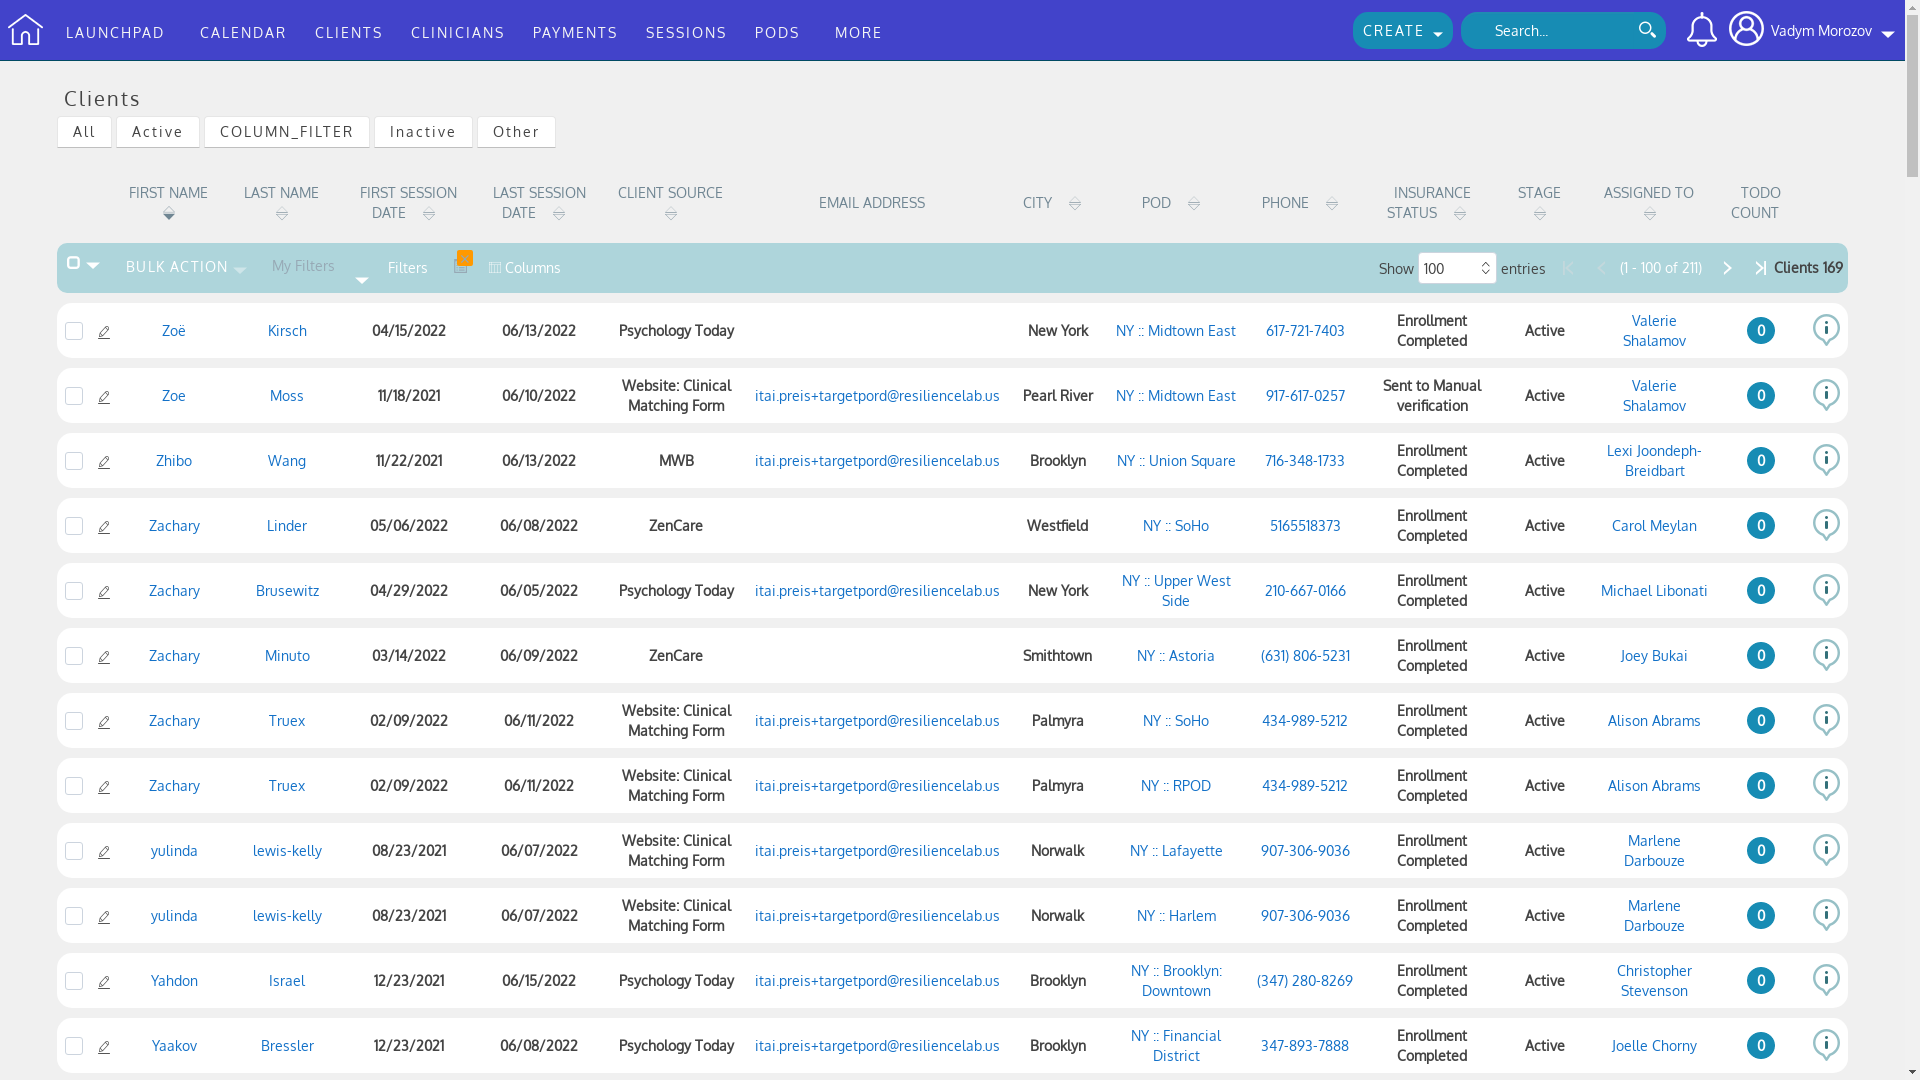 LAUNCHPAD CALENDAR CLIENTS CLINICIANS PAYMENTS SESSIONS PODS MORE CREATE Search... Vadym Morozov
Clients
All Active COLUMN_FILTER Inactive Other
FIRST NAME LAST NAME FIRST SESSION DATE LAST SESSION DATE CLIENT SOURCE EMAIL ADDRESS CITY POD PHONE INSURANCE STATUS STAGE ASSIGNED TO TODO COUNT
BULK ACTION My Filters Filters Columns Show 100 entries (1 - 100 of 211) Clients 169
Zoë Kirsch 04/15/2022 06/13/2022 Psychology Today New York NY :: Midtown East 617-721-7403 Enrollment Completed Active Valerie Shalamov 0
Zoe Moss 11/18/2021 06/10/2022 Website: Clinical Matching Form itai.preis+targetpord@resiliencelab.us Pearl River NY :: Midtown East 917-617-0257 Sent to Manual verification Active Valerie Shalamov 0
Zhibo Wang 11/22/2021 06/13/2022 MWB itai.preis+targetpord@resiliencelab.us Brooklyn NY :: Union Square 716-348-1733 Enrollment Completed Active Lexi Joondeph-Breidbart 0
Zachary Linder 05/06/2022 06/08/2022 ZenCare Westfield NY :: SoHo 5165518373 Enrollment Completed Active Carol Meylan 0
Zachary Brusewitz 04/29/2022 06/05/2022 Psychology Today itai.preis+targetpord@resiliencelab.us New York NY :: Upper West Side 210-667-0166 Enrollment Completed Active Michael Libonati 0
Zachary Minuto 03/14/2022 06/09/2022 ZenCare Smithtown NY :: Astoria (631) 806-5231 Enrollment Completed Active Joey Bukai 0
Zachary Truex 02/09/2022 06/11/2022 Website: Clinical Matching Form itai.preis+targetpord@resiliencelab.us Palmyra NY :: SoHo 434-989-5212 Enrollment Completed Active Alison Abrams 0
Zachary Truex 02/09/2022 06/11/2022 Website: Clinical Matching Form itai.preis+targetpord@resiliencelab.us Palmyra NY :: RPOD 434-989-5212 Enrollment Completed Active Alison Abrams 0
yulinda lewis-kelly 08/23/2021 06/07/2022 Website: Clinical Matching Form itai.preis+targetpord@resiliencelab.us Norwalk NY :: Lafayette 907-306-9036 Enrollment Completed Active Marlene Darbouze 0
yulinda lewis-kelly 08/23/2021 06/07/2022 Website: Clinical Matching Form itai.preis+targetpord@resiliencelab.us Norwalk NY :: Harlem 907-306-9036 Enrollment Completed Active Marlene Darbouze 0
Yahdon Israel 12/23/2021 06/15/2022 Psychology Today itai.preis+targetpord@resiliencelab.us Brooklyn NY :: Brooklyn: Downtown (347) 280-8269 Enrollment Completed Active Christopher Stevenson 0
Yaakov Bressler 12/23/2021 06/08/2022 Psychology Today itai.preis+targetpord@resiliencelab.us Brooklyn NY :: Financial District 347-893-7888 Enrollment Completed Active Joelle Chorny 0